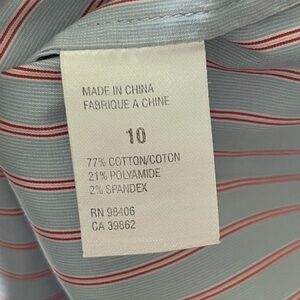 MADE IN CHINA
FABRIQUE A CHINE
10
77% COTTON/COTON
21% POLYAMIDE
2% SPANDEX
RN 98406
CA 39862